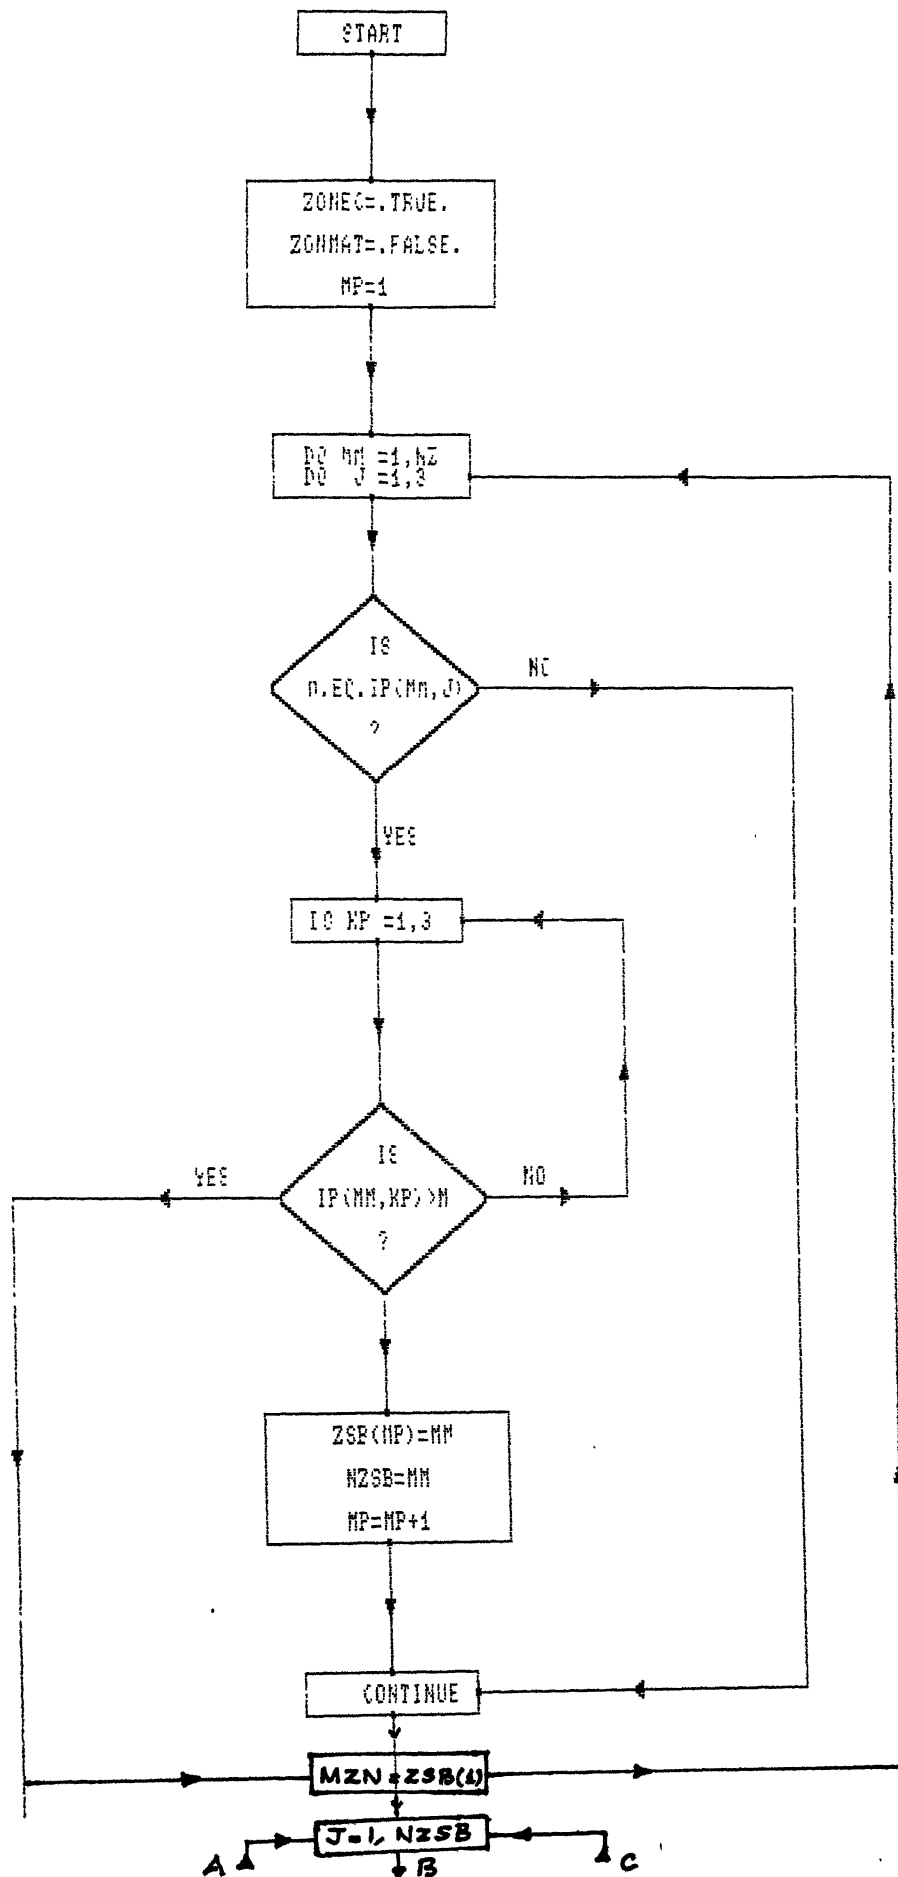 START
ZONEC=.TRUE.
ZONMAT=.FALSE.
MP=1
DO MM =1,NZ
DO J =1,3
IS
M.EQ.IP(MM,J)
?
NO
YES
IS KP =1,3
IS
IP(MM,KP)>M
?
YES
NO
ZSB(MP)=MM
NZSB=MM
MP=MP+1
CONTINUE
MZN=ZSB(1)
J=1, NZSB
A
B
C